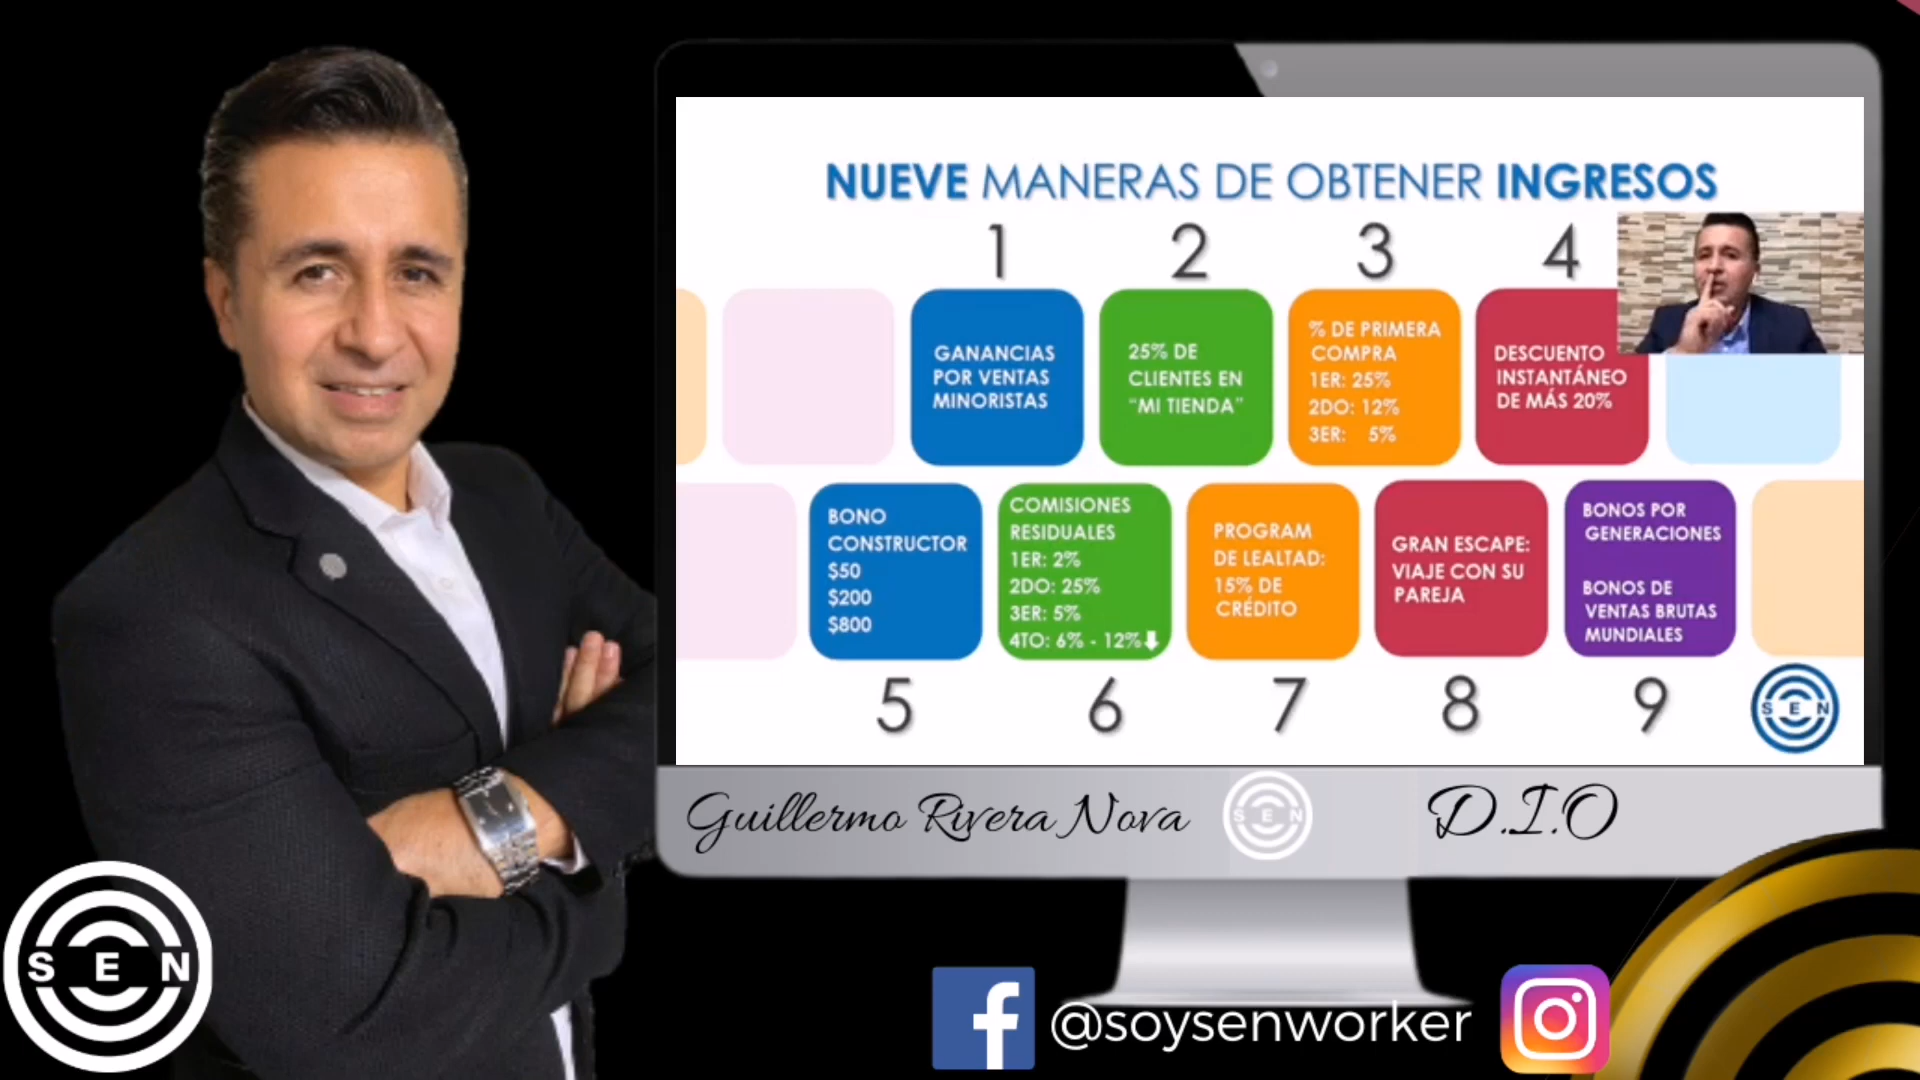 NUEVE MANERAS DE OBTENER INGRESOS
1
2
3
4
GANANCIAS
POR VENTAS
MINORISTAS
25% DE
CLIENTES EN
“MI TIENDA”
% DE PRIMERA
COMPRA
1ER: 25%
2DO: 12%
3ER: 5%
DESCUENTO
INSTANTÁNEO
DE MÁS 20%
BONO
CONSTRUCTOR
$50
$200
$800
COMISIONES
RESIDUALES
1ER: 2%
2DO: 25%
3ER: 5%
4TO: 6% - 12%
PROGRAM
DE LEALTAD:
15% DE
CRÉDITO
GRAN ESCAPE:
VIAJE CON SU
PAREJA
BONOS POR
GENERACIONES
BONOS DE
VENTAS BRUTAS
MUNDIALES
5
6
7
8
9
SEN
Guillermo Rivera Nova
SEN
D.I.O
SEN
@soysenworker